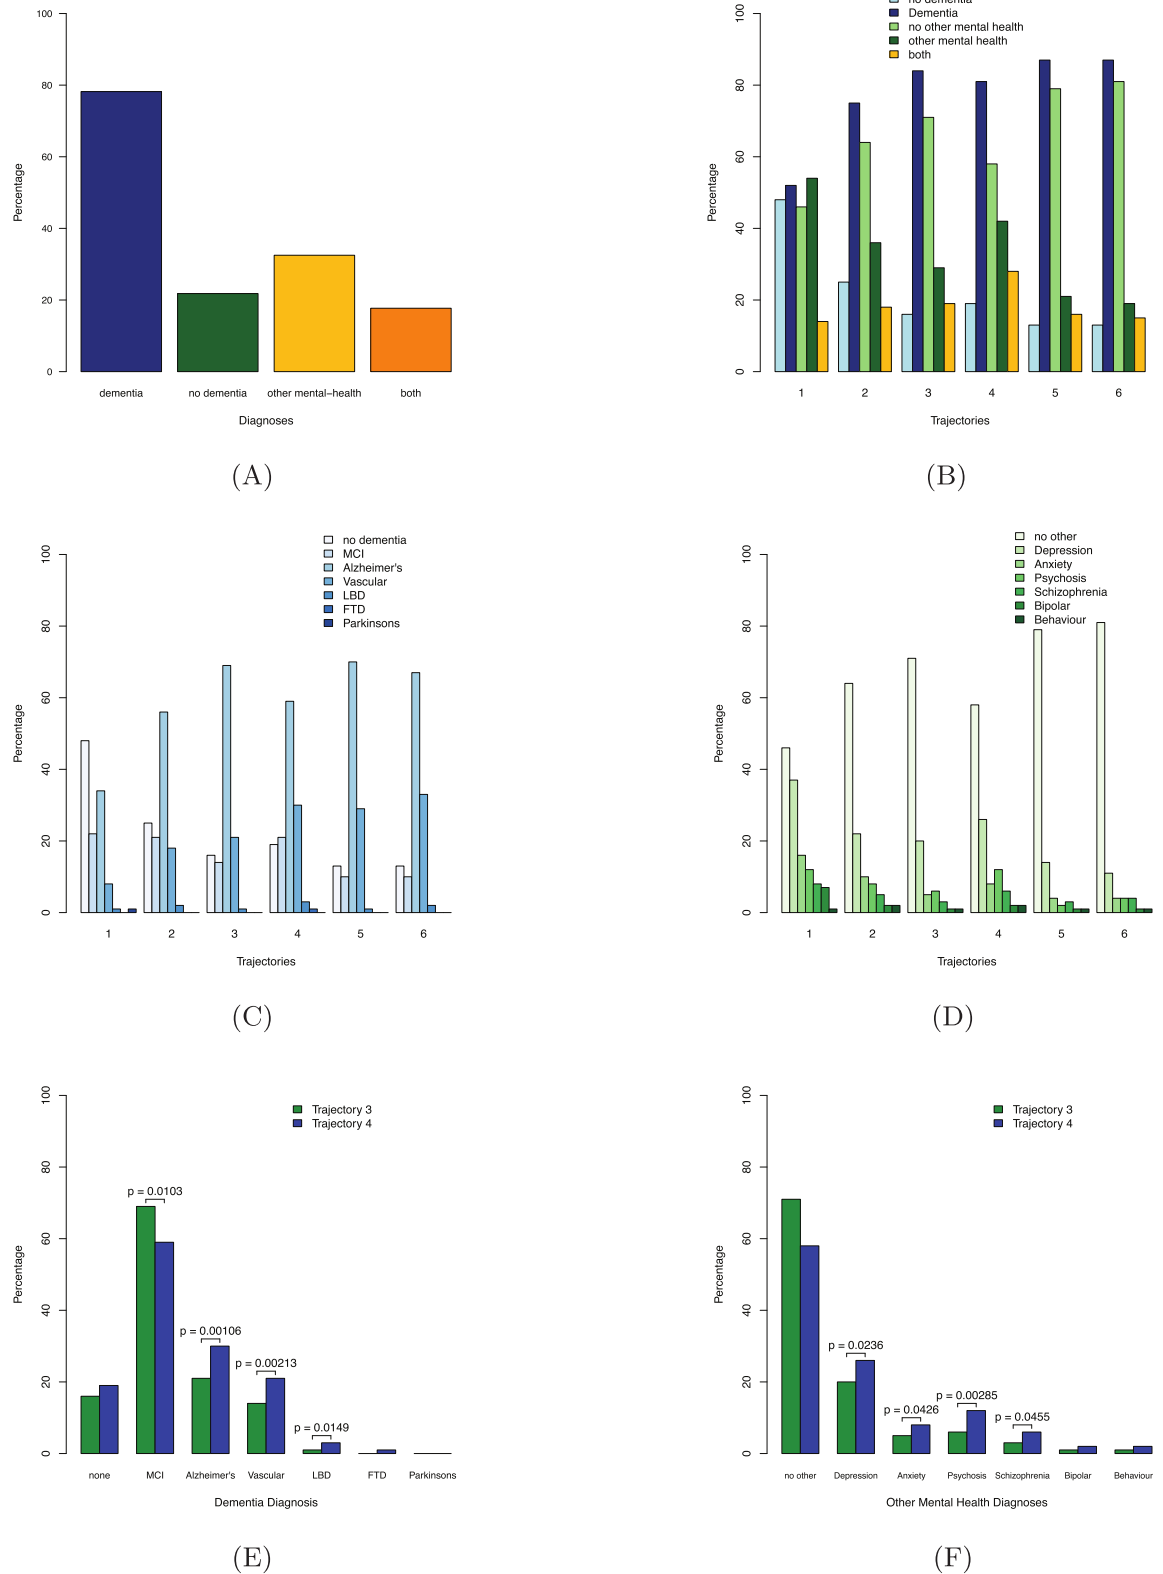 100
80
60
40
20
0
Percentage
dementia no dementia other mental-health both
Diagnoses
(A)
no dementia
Dementia
no other mental health
other mental health
both
100
80
60
40
20
0
Percentage
1 2 3 4 5 6
Trajectories
(B)
no dementia
MCI
Alzheimer's
Vascular
LBD
FTD
Parkinsons
100
80
60
40
20
0
Percentage
1 2 3 4 5 6
Trajectories
(C)
no other
Depression
Anxiety
Psychosis
Schizophrenia
Bipolar
Behaviour
100
80
60
40
20
0
Percentage
1 2 3 4 5 6
Trajectories
(D)
Trajectory 3
Trajectory 4
100
80
60
40
20
0
Percentage
p = 0.0103
p = 0.00106
p = 0.00213
p = 0.0149
none MCI Alzheimer's Vascular LBD FTD Parkinsons
Dementia Diagnosis
(E)
Trajectory 3
Trajectory 4
100
80
60
40
20
0
Percentage
p = 0.0236
p = 0.0426
p = 0.00285
p = 0.0455
no other Depression Anxiety Psychosis Schizophrenia Bipolar Behaviour
Other Mental Health Diagnoses
(F)